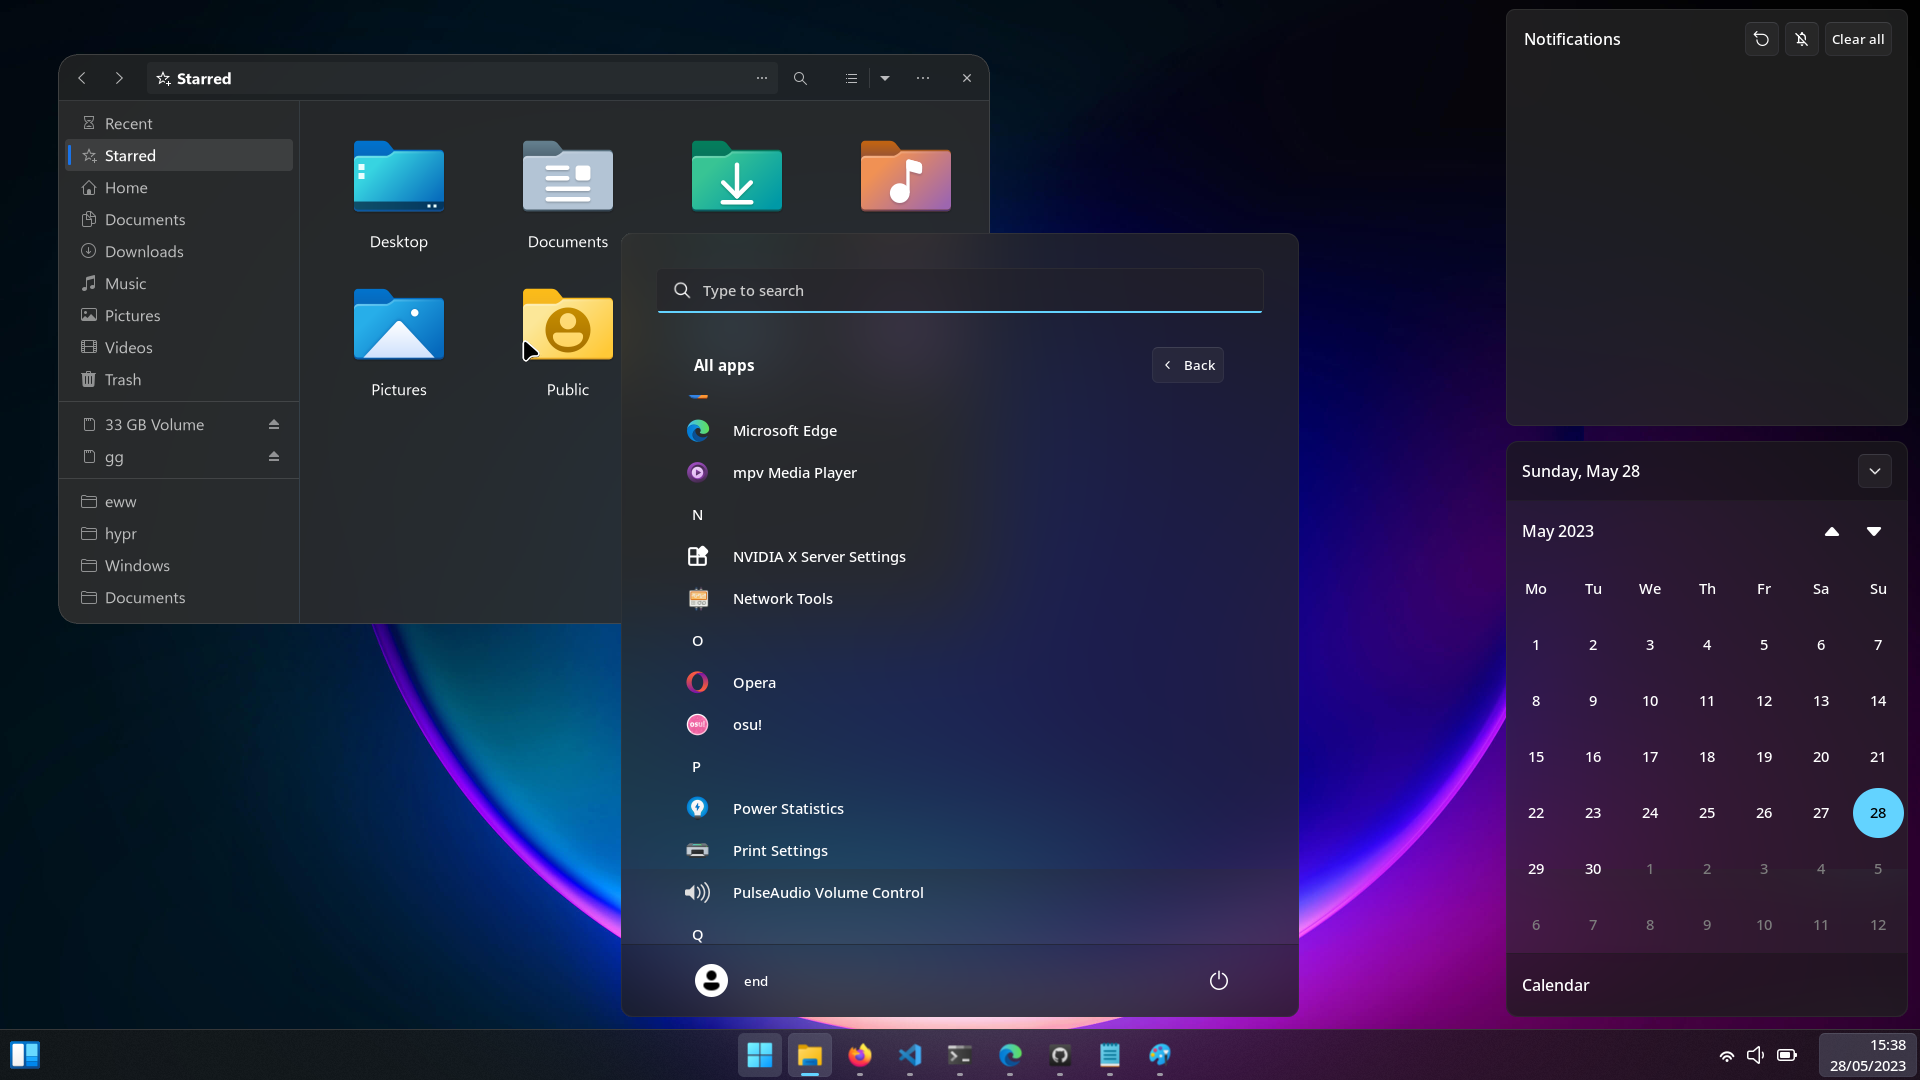 Starred
Recent
Starred
Home
Documents
Downloads
Music
Pictures
Videos
Trash
33 GB Volume
gg
eww
hypr
Windows
Documents
Desktop
Documents
Pictures
Public
Type to search
All apps
Back
Microsoft Edge
mpv Media Player
N
NVIDIA X Server Settings
Network Tools
O
Opera
osu!
osu!
P
Power Statistics
Print Settings
PulseAudio Volume Control
Q
end
Notifications
Clear all
Sunday, May 28
May 2023
Mo Tu We Th Fr Sa Su
1 2 3 4 5 6 7
8 9 10 11 12 13 14
15 16 17 18 19 20 21
22 23 24 25 26 27 28
29 30 1 2 3 4 5
6 7 8 9 10 11 12
Calendar
15:38
28/05/2023